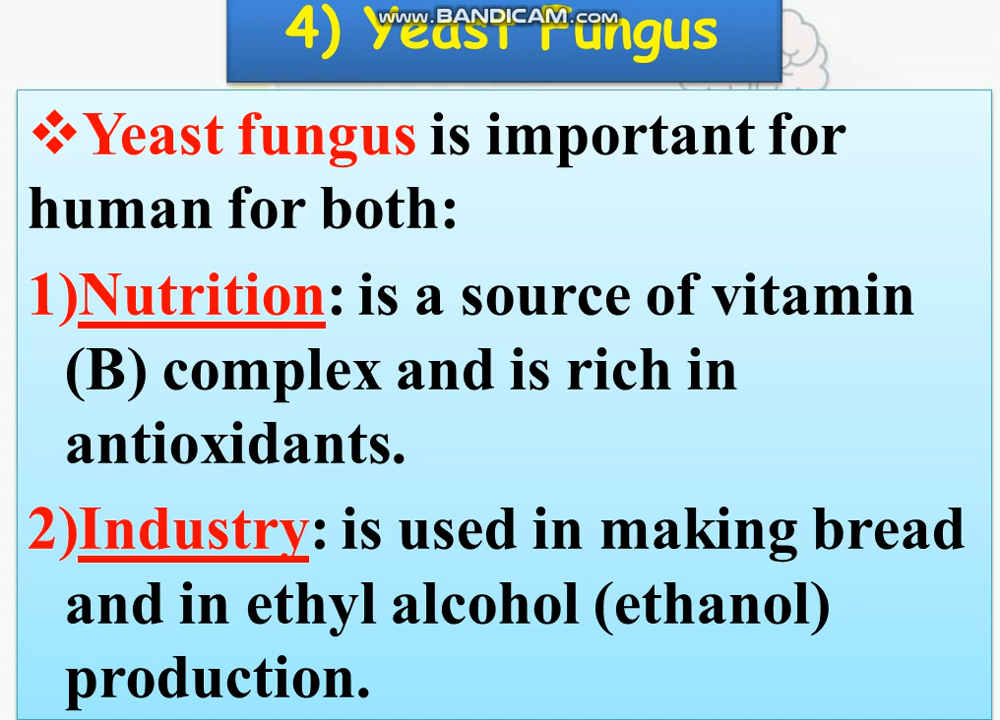 www.BANDICAM.com
4) Yeast Fungus
❖Yeast fungus is important for
human for both:
1)Nutrition: is a source of vitamin
(B) complex and is rich in
antioxidants.
2)Industry: is used in making bread
and in ethyl alcohol (ethanol)
production.